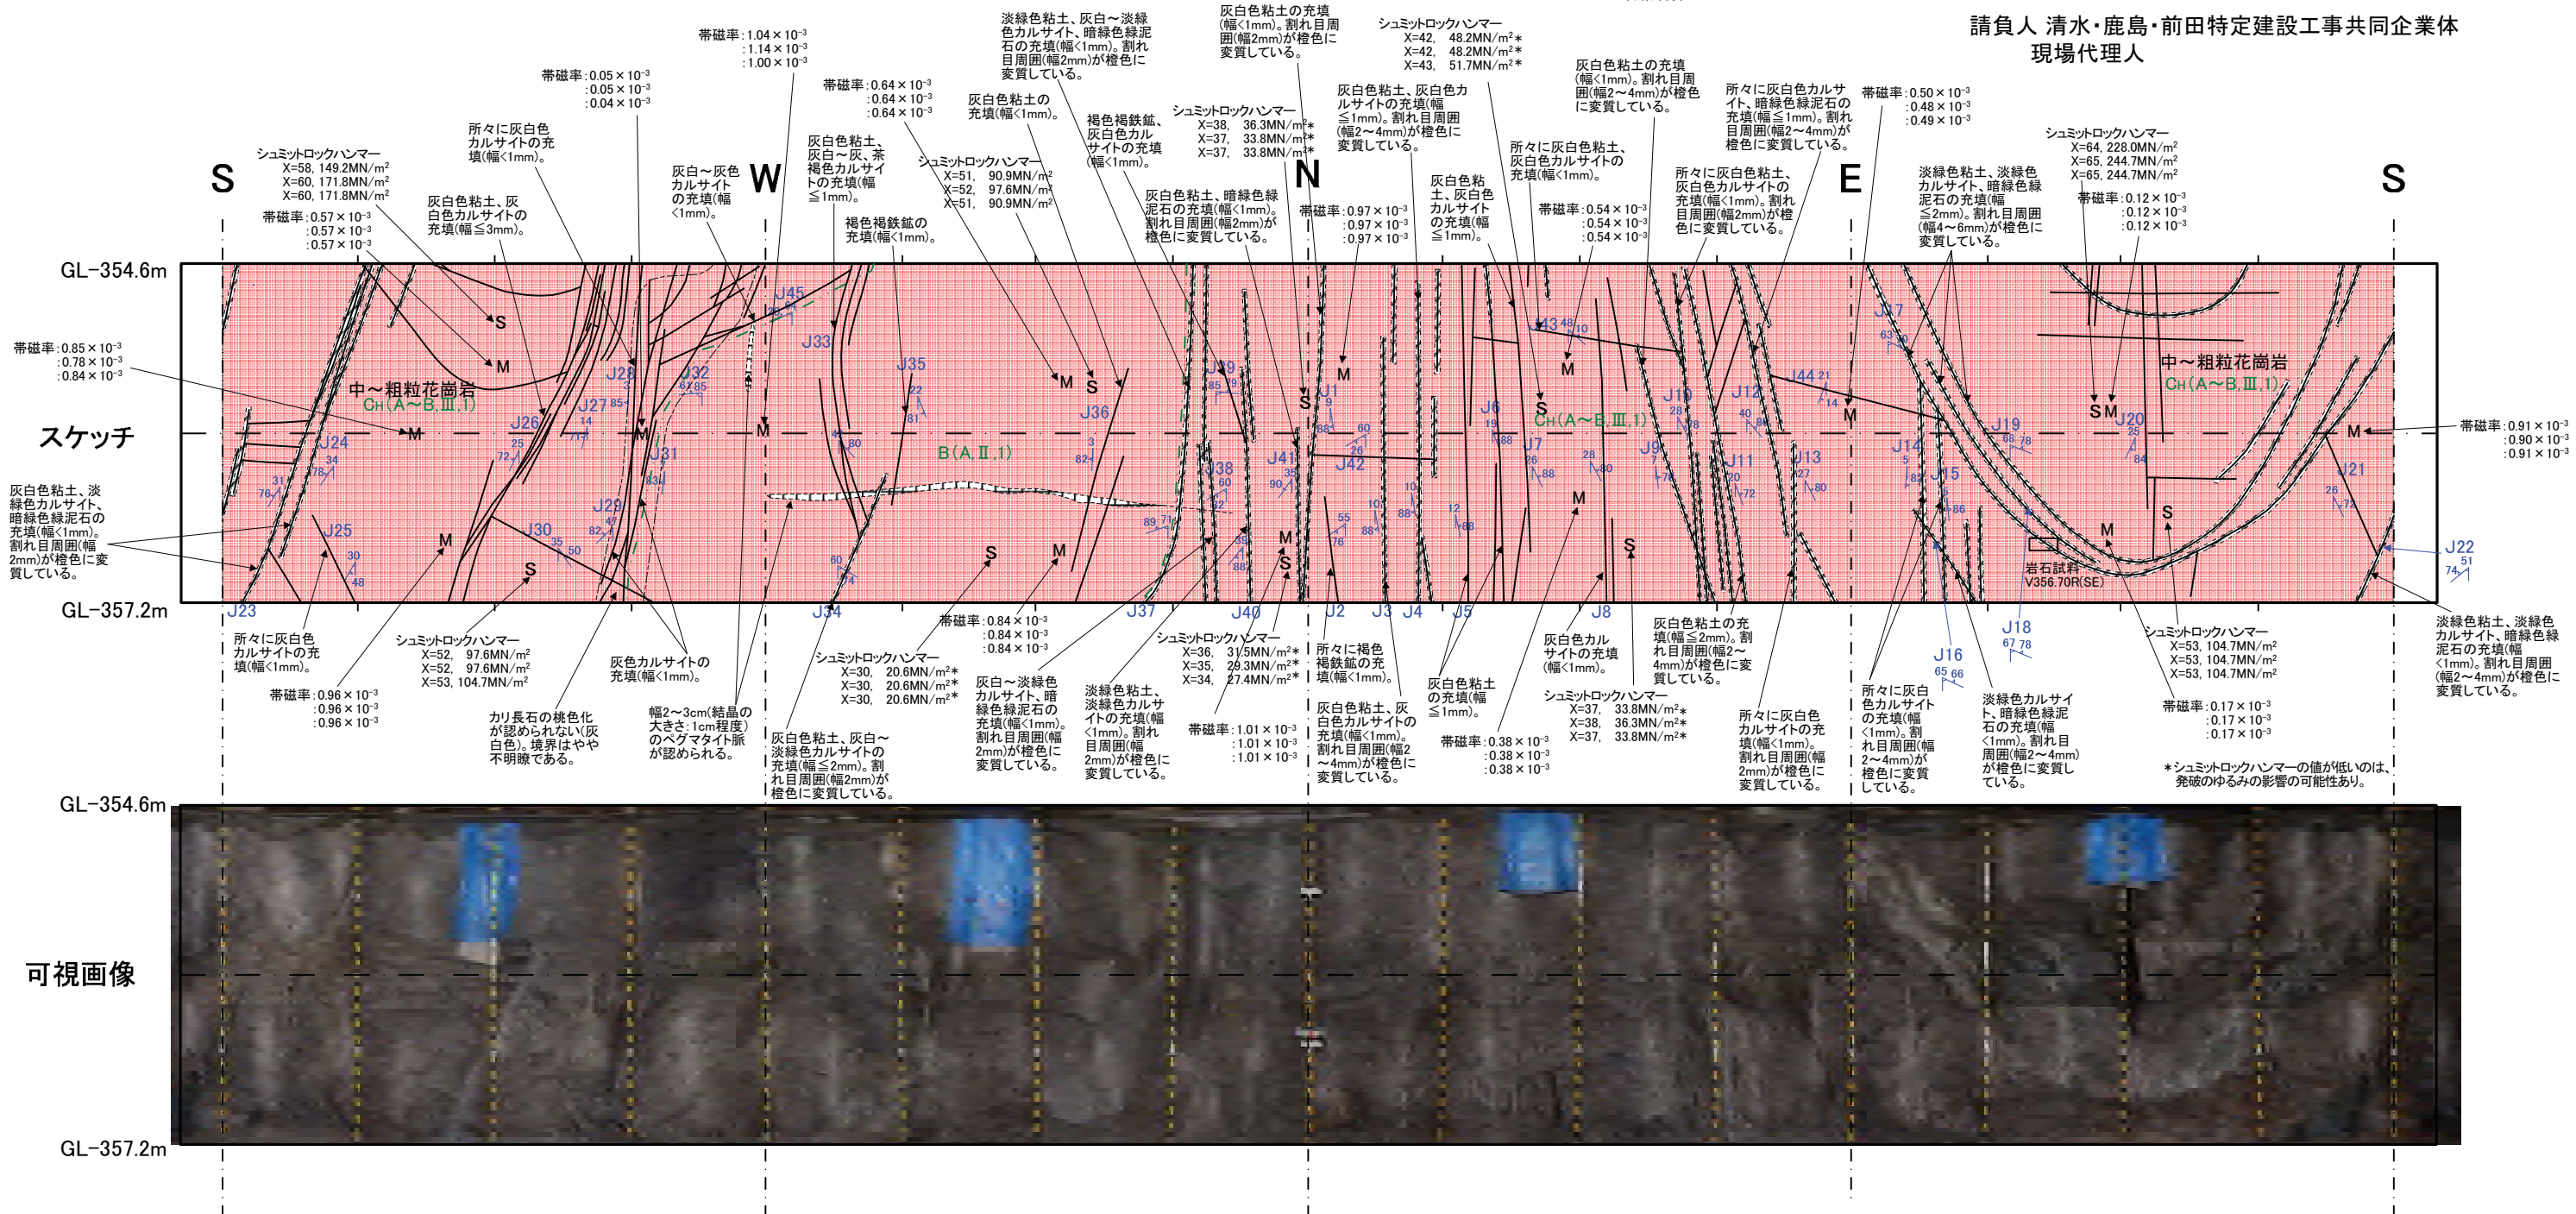 請負人 清水・鹿島・前田特定建設工事共同企業体
現場代理人
帯磁率:1.04×10⁻³
:1.14×10⁻³
:1.00×10⁻³
淡緑色粘土、灰白～淡緑
色カルサイト、暗緑色緑泥
石の充填(幅<1mm)。割れ
目周囲(幅2mm)が橙色に
変質している。
灰白色粘土の充填
(幅<1mm)。割れ目周
囲(幅2mm)が橙色に
変質している。
シュミットロックハンマー
X=42, 48.2MN/m²*
X=42, 48.2MN/m²*
X=43, 51.7MN/m²*
帯磁率:0.05×10⁻³
:0.05×10⁻³
:0.04×10⁻³
帯磁率:0.64×10⁻³
:0.64×10⁻³
:0.64×10⁻³
灰白色粘土の
充填(幅<1mm)。
褐色褐鉄鉱、
灰白色カル
サイトの充填
(幅<1mm)。
シュミットロックハンマー
X=38, 36.3MN/m²*
X=37, 33.8MN/m²*
X=37, 33.8MN/m²*
灰白色粘土、灰白色カ
ルサイトの充填(幅
≦1mm)。割れ目周囲
(幅2～4mm)が橙色に
変質している。
灰白色粘土の充填
(幅<1mm)。割れ目周
囲(幅2～4mm)が橙色
に変質している。
所々に灰白色カルサ
イト、暗緑色緑泥石の
充填(幅≦1mm)。割れ
目周囲(幅2～4mm)が
橙色に変質している。
帯磁率:0.50×10⁻³
:0.48×10⁻³
:0.49×10⁻³
シュミットロックハンマー
X=64, 228.0MN/m²
X=65, 244.7MN/m²
X=65, 244.7MN/m²
シュミットロックハンマー
X=58, 149.2MN/m²
X=60, 171.8MN/m²
X=60, 171.8MN/m²
帯磁率:0.57×10⁻³
:0.57×10⁻³
:0.57×10⁻³
所々に灰白色
カルサイトの充
填(幅<1mm)。
灰白色粘土、灰
白色カルサイトの
充填(幅≦3mm)。
灰白～灰色
カルサイト
の充填(幅
<1mm)。
灰白色粘土、
灰白～灰、茶
褐色カルサイ
トの充填(幅
≦1mm)。
褐色褐鉄鉱の
充填(幅<1mm)。
シュミットロックハンマー
X=51, 90.9MN/m²
X=52, 97.6MN/m²
X=51, 90.9MN/m²
灰白色粘土、暗緑色緑
泥石の充填(幅<1mm)。
割れ目周囲(幅2mm)が
橙色に変質している。
帯磁率:0.97×10⁻³
:0.97×10⁻³
:0.97×10⁻³
灰白色粘
土、灰白色
カルサイト
の充填(幅
≦1mm)。
所々に灰白色粘土、
灰白色カルサイトの
充填(幅<1mm)。
帯磁率:0.54×10⁻³
:0.54×10⁻³
:0.54×10⁻³
所々に灰白色粘土、
灰白色カルサイトの
充填(幅<1mm)。割れ
目周囲(幅2mm)が橙
色に変質している。
淡緑色粘土、淡緑色
カルサイト、暗緑色緑
泥石の充填(幅
≦2mm)。割れ目周囲
(幅4～6mm)が橙色に
変質している。
帯磁率:0.12×10⁻³
:0.12×10⁻³
:0.12×10⁻³
S
W
N
E
S
GL-354.6m
帯磁率:0.85×10⁻³
:0.78×10⁻³
:0.84×10⁻³
スケッチ
中～粗粒花崗岩
CH(A～B,Ⅲ,1)
B(A,Ⅱ,1)
CH(A～B,Ⅲ,1)
中～粗粒花崗岩
CH(A～B,Ⅲ,1)
J45
J33
J35
J28
J32
J27
J26
J24
J31
J25
J29
J30
J36
J39
J38
J41
J1
J42
J6
J7
J43
J10
J9
J12
J11
J44
J13
J17
J14
J15
J19
J20
J21
J22
帯磁率:0.91×10⁻³
:0.90×10⁻³
:0.91×10⁻³
灰白色粘土、淡
緑色カルサイト、
暗緑色緑泥石の
充填(幅<1mm)。
割れ目周囲(幅
2mm)が橙色に変
質している。
岩石試料
V356.70R(SE)
GL-357.2m
J23
J34
J37
J40
J2
J3
J4
J5
J8
J16
65 66
J18
67 78
所々に灰白色
カルサイトの充
填(幅<1mm)。
帯磁率:0.96×10⁻³
:0.96×10⁻³
:0.96×10⁻³
シュミットロックハンマー
X=52, 97.6MN/m²
X=52, 97.6MN/m²
X=53, 104.7MN/m²
カリ長石の桃色化
が認められない(灰
白色)。境界はやや
不明瞭である。
灰色カルサイトの
充填(幅<1mm)。
幅2～3cm(結晶の
大きさ:1cm程度)
のペグマタイト脈
が認められる。
灰白色粘土、灰白～
淡緑色カルサイトの
充填(幅≦2mm)。割
れ目周囲(幅2mm)が
橙色に変質している。
シュミットロックハンマー
X=30, 20.6MN/m²*
X=30, 20.6MN/m²*
X=30, 20.6MN/m²*
帯磁率:0.84×10⁻³
:0.84×10⁻³
:0.84×10⁻³
灰白～淡緑色
カルサイト、暗
緑色緑泥石の
充填(幅<1mm)。
割れ目周囲(幅
2mm)が橙色に
変質している。
淡緑色粘土、
淡緑色カルサ
イトの充填(幅
<1mm)。割れ
目周囲(幅
2mm)が橙色に
変質している。
シュミットロックハンマー
X=36, 31.5MN/m²*
X=35, 29.3MN/m²*
X=34, 27.4MN/m²*
帯磁率:1.01×10⁻³
:1.01×10⁻³
:1.01×10⁻³
所々に褐色
褐鉄鉱の充
填(幅<1mm)。
灰白色粘土、灰
白色カルサイトの
充填(幅<1mm)。
割れ目周囲(幅2
～4mm)が橙色に
変質している。
灰白色粘土
の充填(幅
≦1mm)。
帯磁率:0.38×10⁻³
:0.38×10⁻³
:0.38×10⁻³
灰白色カル
サイトの充填
(幅<1mm)。
シュミットロックハンマー
X=37, 33.8MN/m²*
X=38, 36.3MN/m²*
X=37, 33.8MN/m²*
灰白色粘土の充
填(幅≦2mm)。割
れ目周囲(幅2～
4mm)が橙色に変
質している。
所々に灰白色
カルサイトの充
填(幅<1mm)。
割れ目周囲(幅
2mm)が橙色に
変質している。
所々に灰白
色カルサイト
の充填(幅
<1mm)。割
れ目周囲(幅
2～4mm)が
橙色に変質
している。
淡緑色カルサイ
ト、暗緑色緑泥
石の充填(幅
<1mm)。割れ目
周囲(幅2～4mm)
が橙色に変質し
ている。
シュミットロックハンマー
X=53, 104.7MN/m²
X=53, 104.7MN/m²
X=53, 104.7MN/m²
帯磁率:0.17×10⁻³
:0.17×10⁻³
:0.17×10⁻³
淡緑色粘土、淡緑色
カルサイト、暗緑色緑
泥石の充填(幅
<1mm)。割れ目周囲
(幅2～4mm)が橙色に
変質している。
*シュミットロックハンマーの値が低いのは、
発破のゆるみの影響の可能性あり。
GL-354.6m
可視画像
GL-357.2m